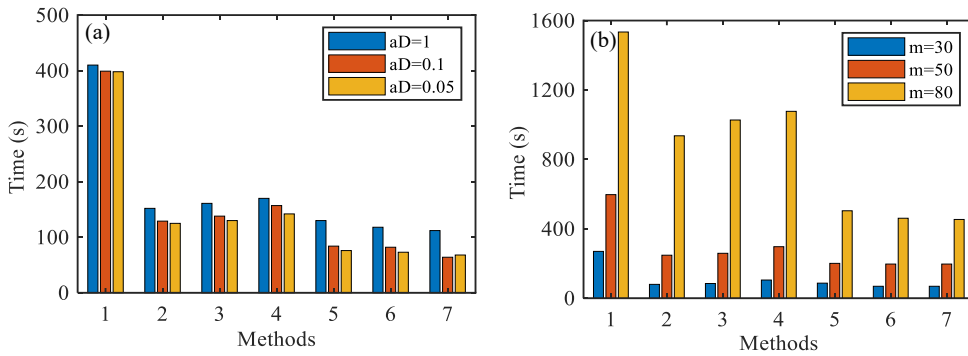 (a)
aD=1
aD=0.1
aD=0.05
500
400
300
200
100
0
Time (s)
1 2 3 4 5 6 7
Methods
(b)
m=30
m=50
m=80
1600
1200
800
400
0
Time (s)
1 2 3 4 5 6 7
Methods